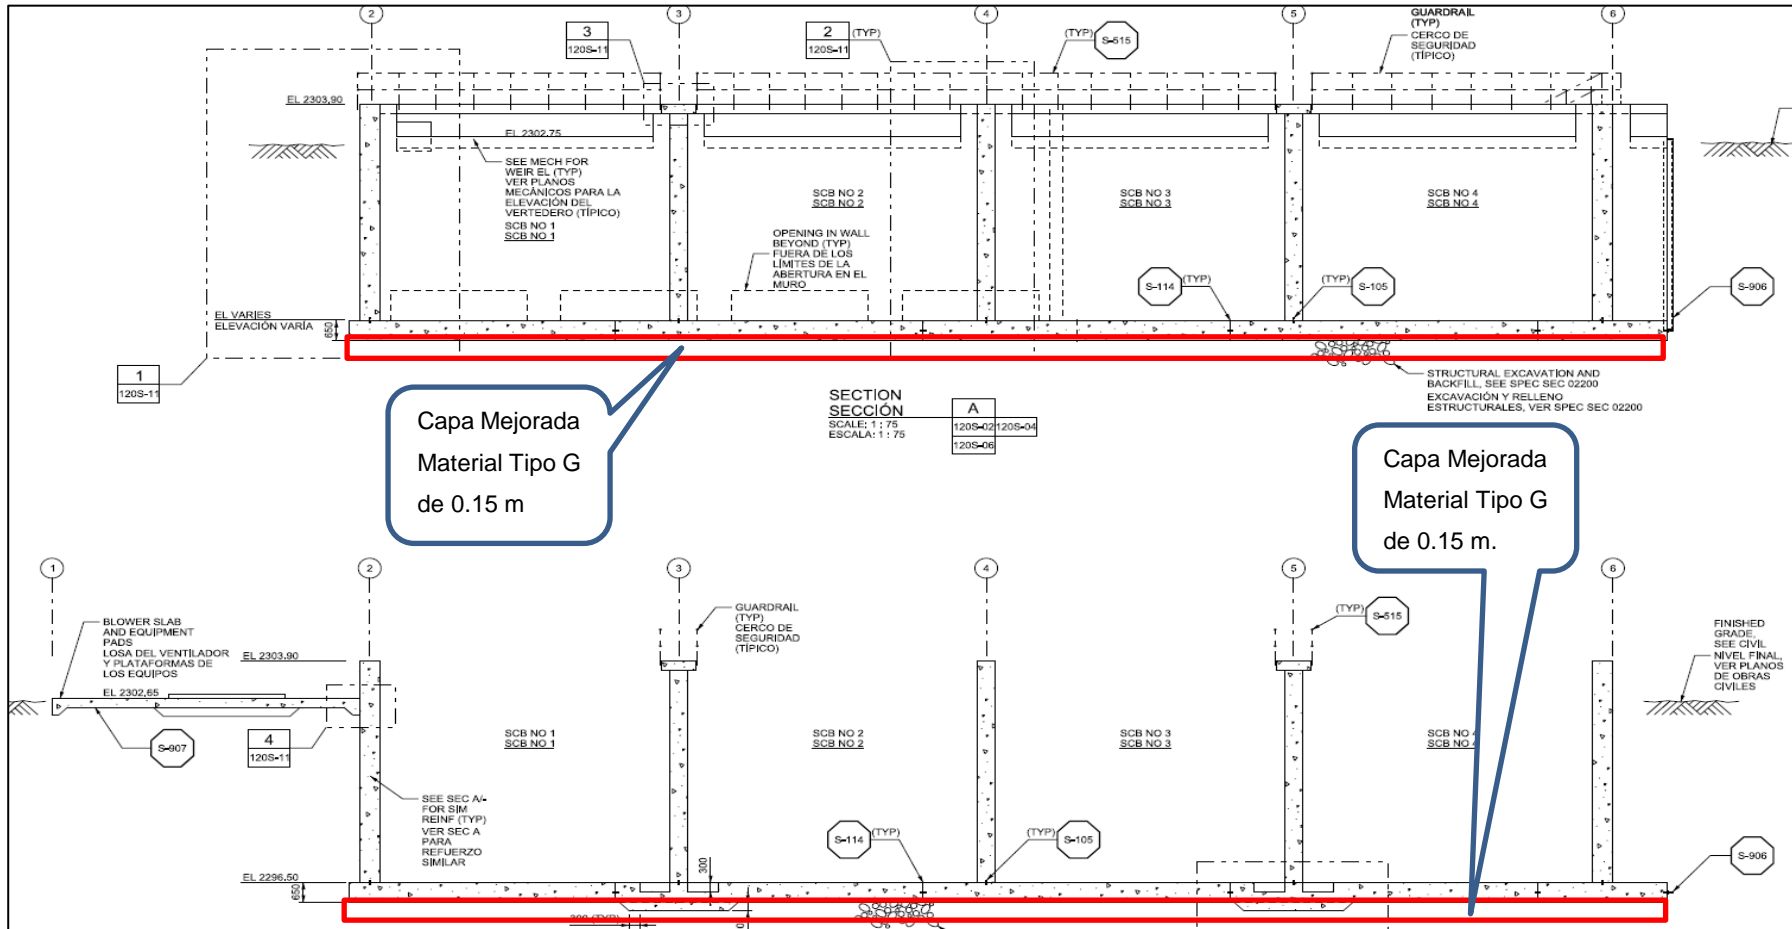 2
3
4
5
6
3
120S-11
2
120S-11
(TYP)
(TYP)
S-515
GUARDRAIL
(TYP)
CERCO DE
SEGURIDAD
(TÍPICO)
EL 2303,90
EL 2302.75
SEE MECH FOR
WEIR EL (TYP)
VER PLANOS
MECÁNICOS PARA LA
ELEVACIÓN DEL
VERTEDERO (TÍPICO)
SCB NO 1
SCB NO 1
SCB NO 2
SCB NO 2
SCB NO 3
SCB NO 3
SCB NO 4
SCB NO 4
OPENING IN WALL
BEYOND (TYP)
FUERA DE LOS
LÍMITES DE LA
ABERTURA EN EL
MURO
S-114
(TYP)
(TYP)
S-105
S-906
EL VARIES
ELEVACIÓN VARÍA
650
1
120S-11
STRUCTURAL EXCAVATION AND
BACKFILL, SEE SPEC SEC 02200
EXCAVACIÓN Y RELLENO
ESTRUCTURALES, VER SPEC SEC 02200
SECTION
SECCIÓN
SCALE: 1 : 75
ESCALA: 1 : 75
A
120S-02
120S-04
120S-06
Capa Mejorada
Material Tipo G
de 0.15 m
Capa Mejorada
Material Tipo G
de 0.15 m.
1
2
3
4
5
6
BLOWER SLAB
AND EQUIPMENT
PADS
LOSA DEL VENTILADOR
Y PLATAFORMAS DE
LOS EQUIPOS
EL 2303.90
EL 2302,65
GUARDRAIL
(TYP)
CERCO DE
SEGURIDAD
(TÍPICO)
(TYP)
S-515
FINISHED
GRADE,
SEE CIVIL
NIVEL FINAL,
VER PLANOS
DE OBRAS
CIVILES
S-907
4
120S-11
SCB NO 1
SCB NO 1
SCB NO 2
SCB NO 2
SCB NO 3
SCB NO 3
SCB NO 4
SCB NO 4
SEE SEC A/-
FOR SIM
REINF (TYP)
VER SEC A
PARA
REFUERZO
SIMILAR
S-114
(TYP)
(TYP)
S-105
S-906
EL 2296.50
650
300